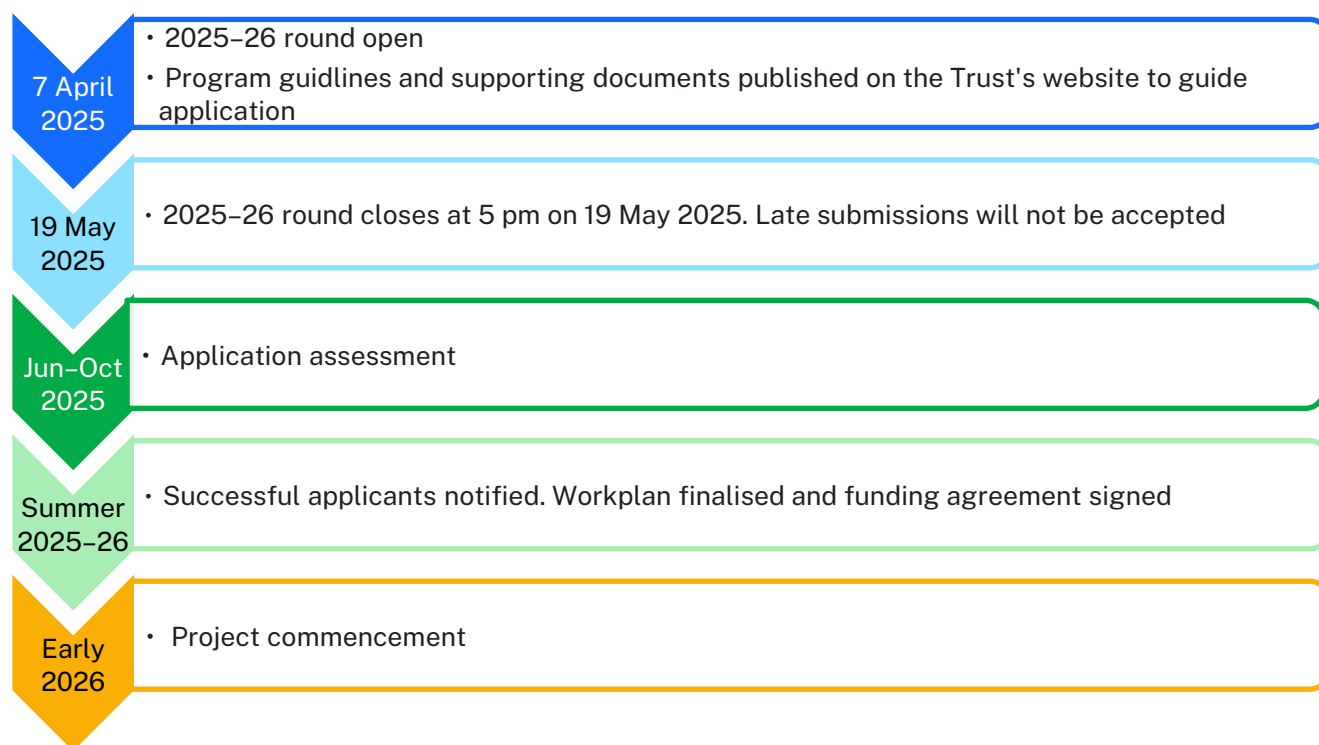 7 April
2025
• 2025–26 round open
• Program guidlines and supporting documents published on the Trust's website to guide
application
19 May
2025
• 2025–26 round closes at 5 pm on 19 May 2025. Late submissions will not be accepted
Jun–Oct
2025
• Application assessment
Summer
2025–26
• Successful applicants notified. Workplan finalised and funding agreement signed
Early
2026
• Project commencement